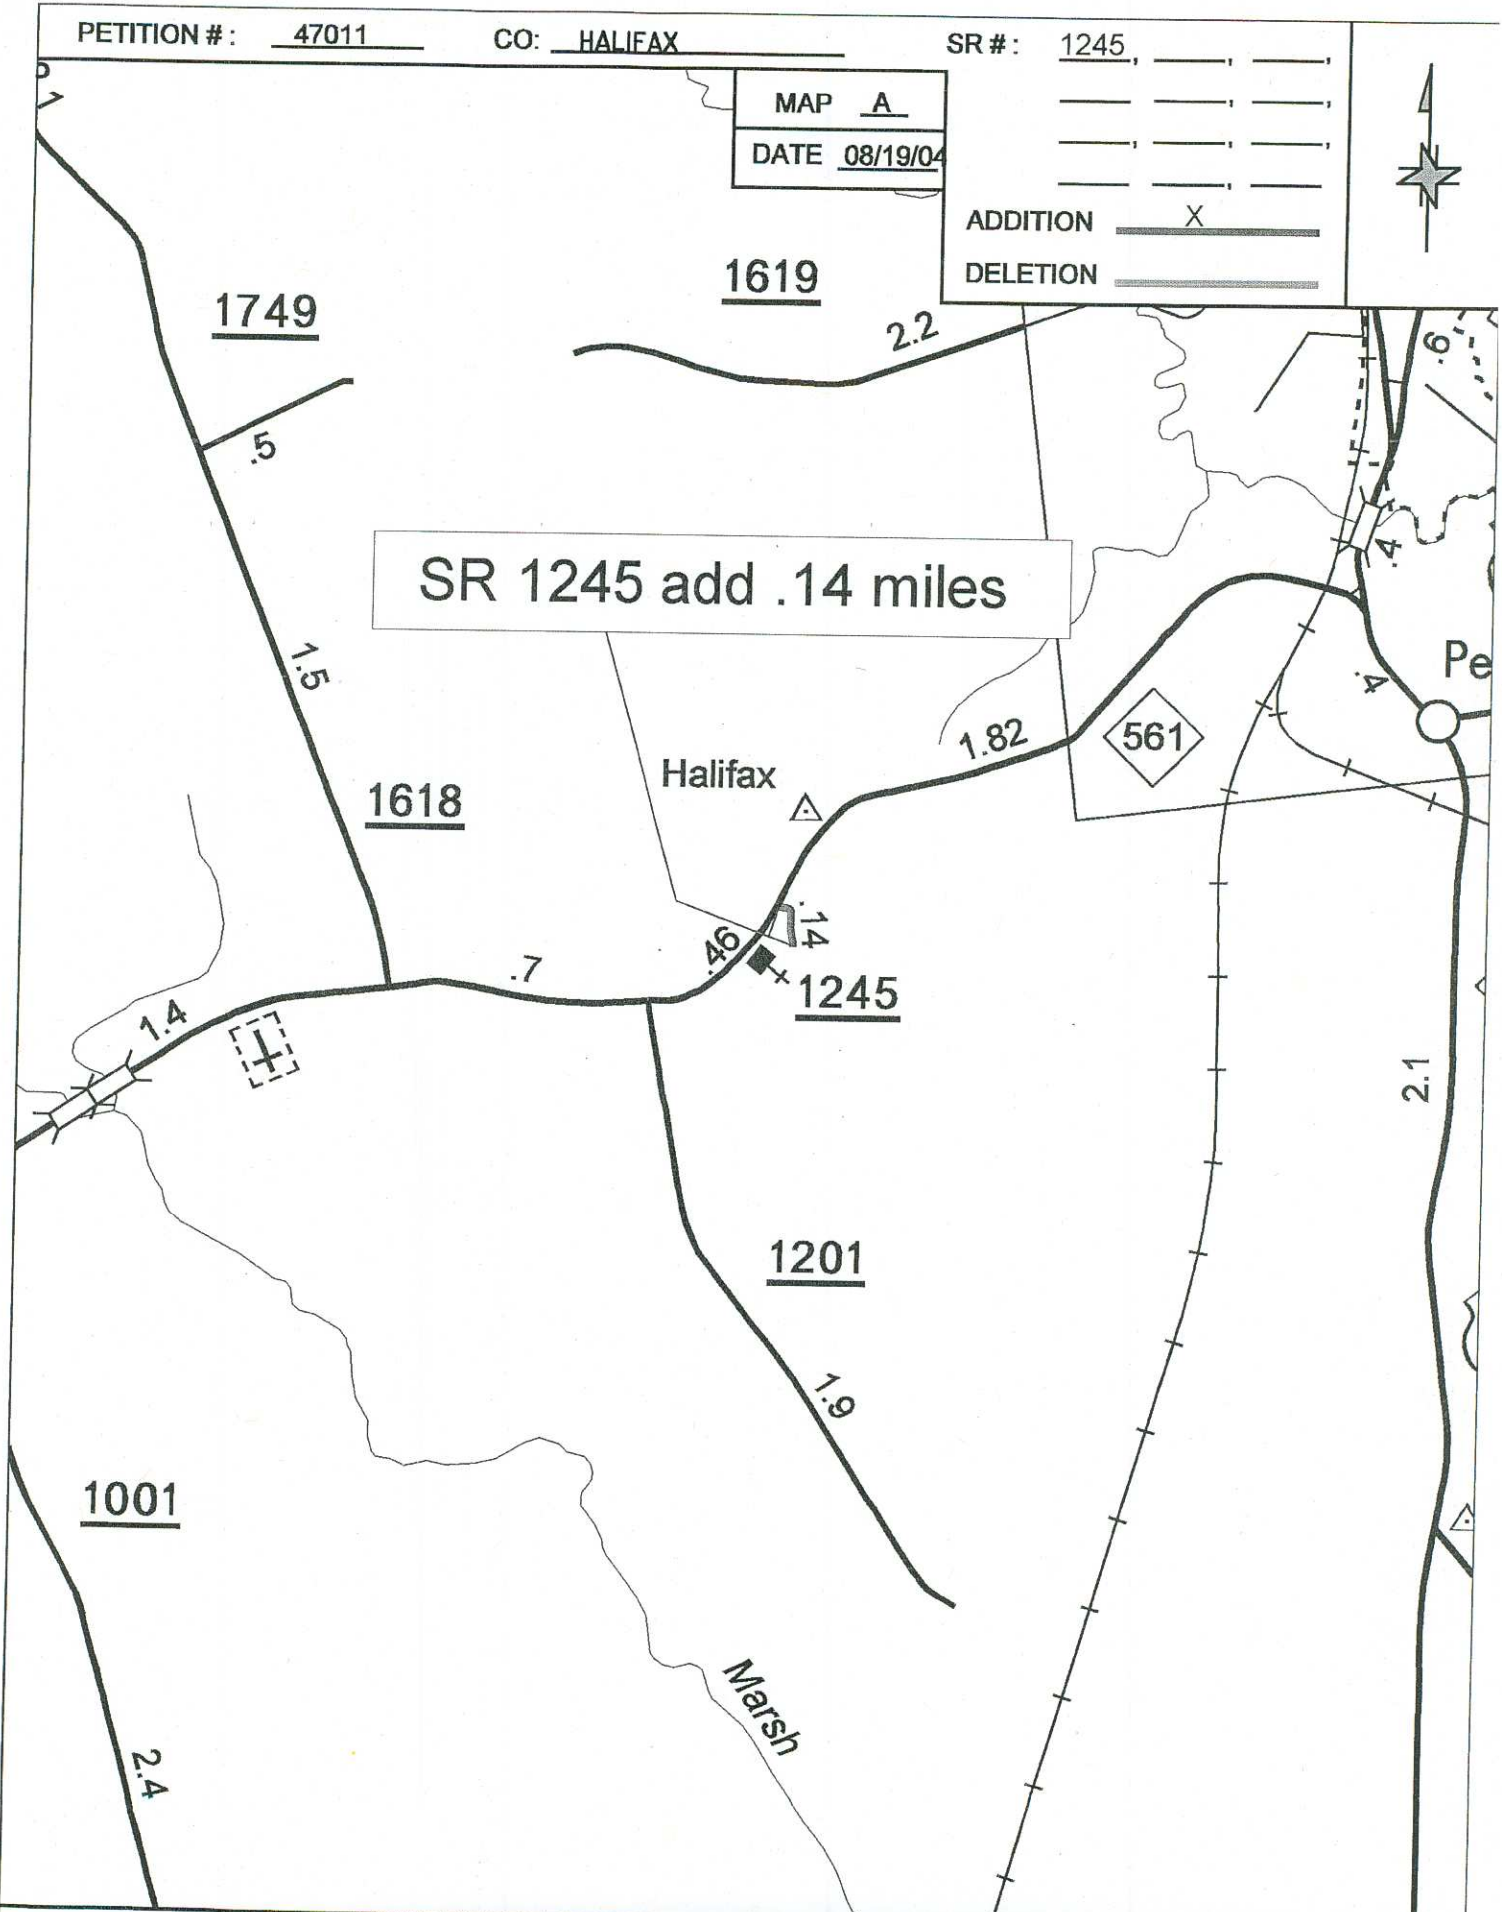 PETITION #: 47011 CO: HALIFAX SR #: 1245, , ,
MAP A
DATE 08/19/04
ADDITION X
DELETION
1619
1749
2.2
.6
.5
SR 1245 add .14 miles
.4
1.5
Pe
.4
1.82
561
Halifax
1618
.14
.46
.7
1245
1.4
2.1
1201
1.9
1001
Marsh
2.4